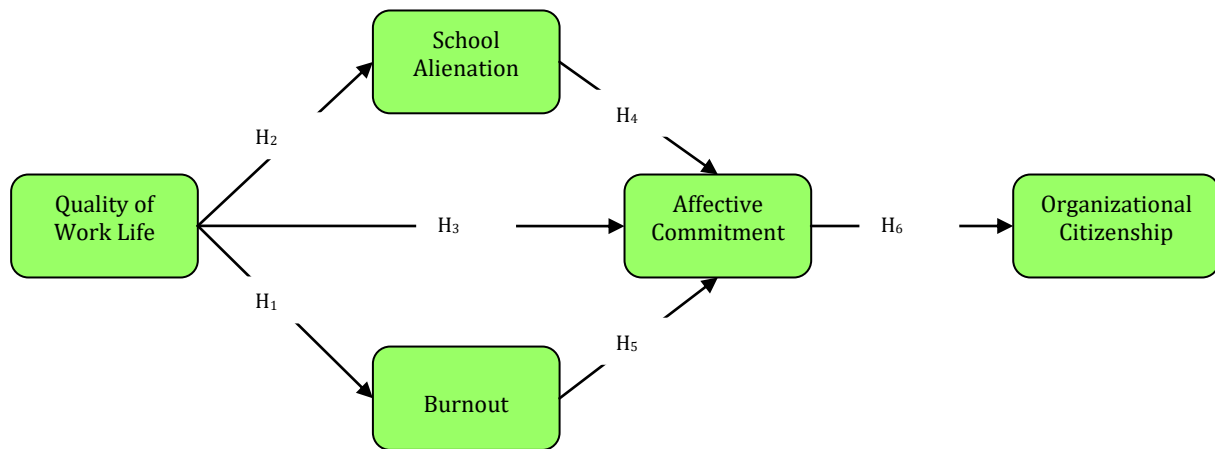 School
Alienation
H₂
H₄
Quality of
Work Life
H₃
Affective
Commitment
H₆
Organizational
Citizenship
H₁
H₅
Burnout